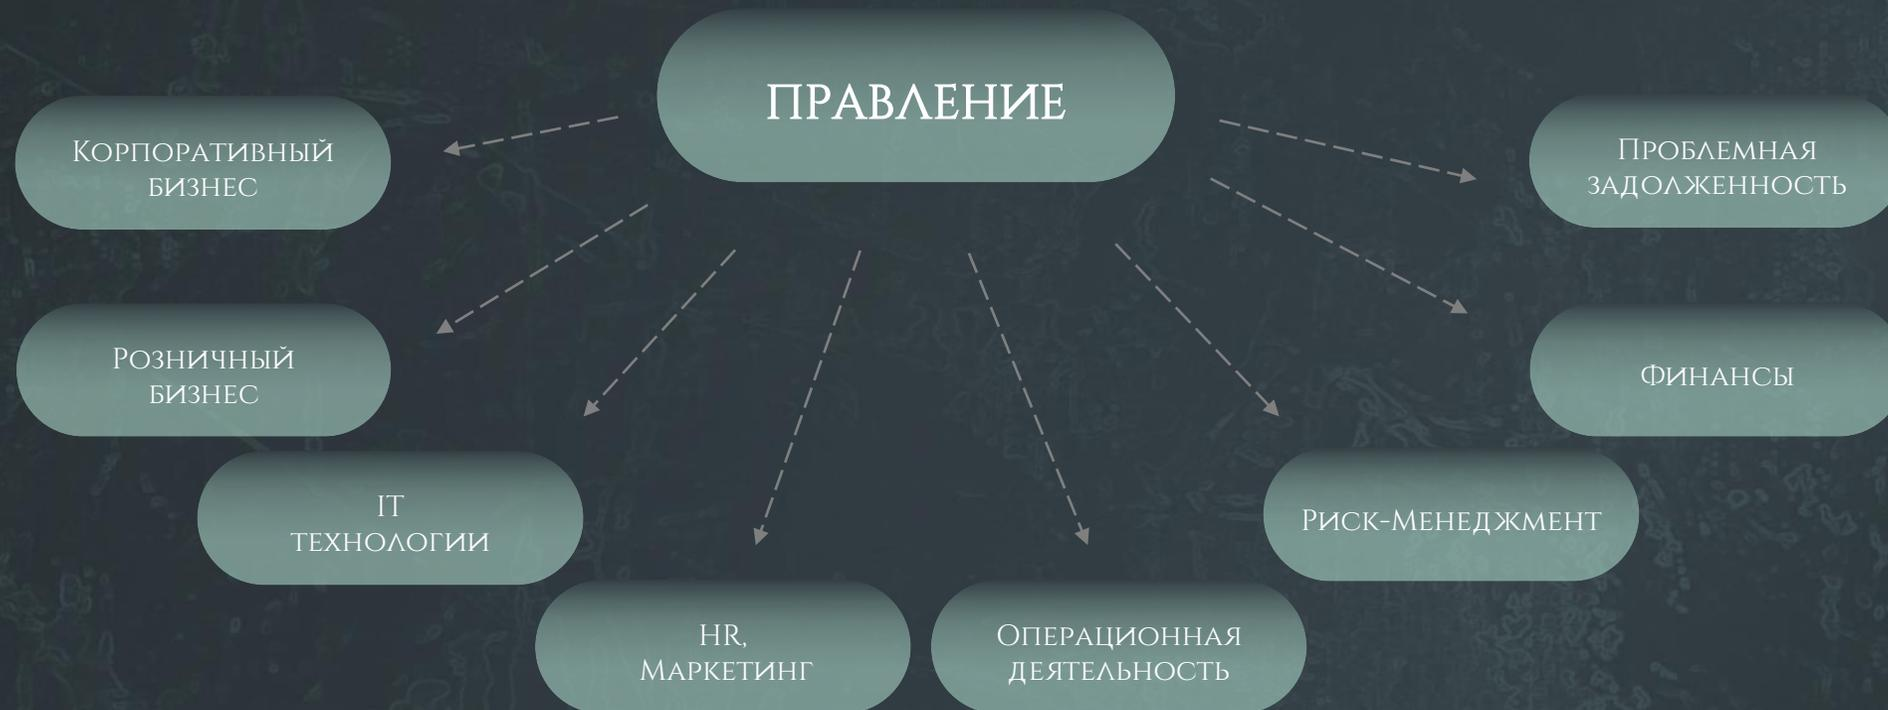 ПРАВЛЕНИЕ
Корпоративный
бизнес
Розничный
бизнес
IT
технологии
HR,
Маркетинг
Операционная
деятельность
Риск-Менеджмент
Финансы
Проблемная
задолженность